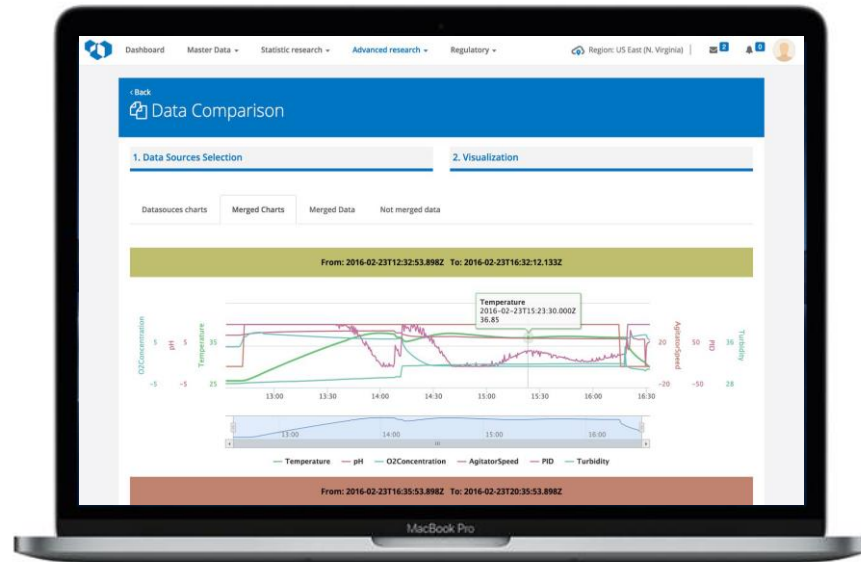 Dashboard Master Data Statistic research Advanced research Regulatory Region: US East (N. Virginia) 2 0
‹ Back
Data Comparison
1. Data Sources Selection 2. Visualization
Datasouces charts Merged Charts Merged Data Not merged data
From: 2016-02-23T12:32:53.898Z To: 2016-02-23T16:32:12.133Z
Temperature
2016-02-23T15:23:30.000Z
36.85
O2Concentration
5
-5
pH
5
-5
Temperature
35
25
20
-20
AgitatorSpeed
50
-50
PID
36
28
Turbidity
13:00 13:30 14:00 14:30 15:00 15:30 16:00 16:30
13:00 14:00 15:00 16:00
Temperature pH O2Concentration AgitatorSpeed PID Turbidity
From: 2016-02-23T16:35:53.898Z To: 2016-02-23T20:35:53.898Z
MacBook Pro